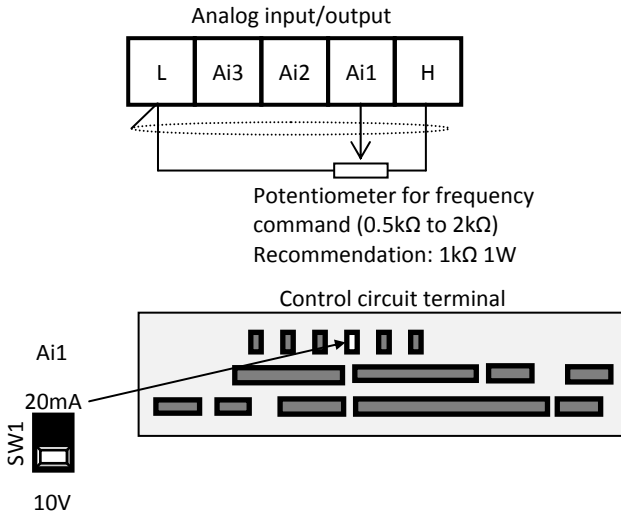 Analog input/output
L Ai3 Ai2 Ai1 H
Potentiometer for frequency
command (0.5kΩ to 2kΩ)
Recommendation: 1kΩ 1W
Control circuit terminal
Ai1
20mA
SW1
10V